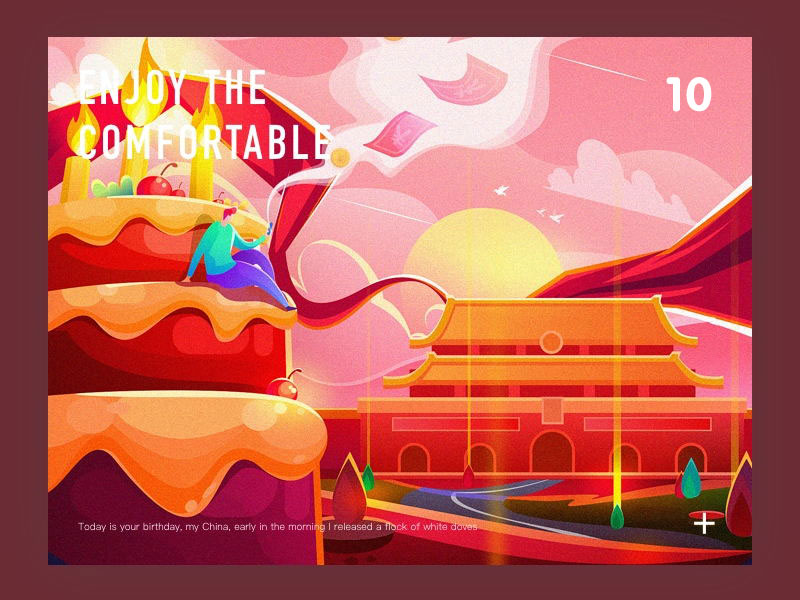 ENJOY THE
COMFORTABLE
10
Today is your birthday, my China, early in the morning I released a flock of white doves
+